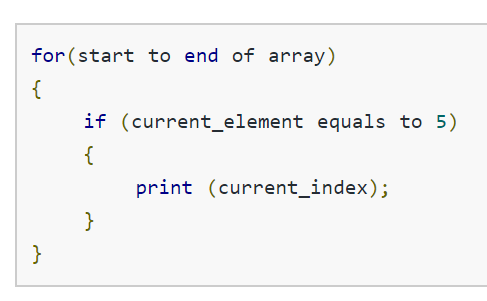 for(start to end of array)
{
if (current_element equals to 5)
{
print (current_index);
}
}